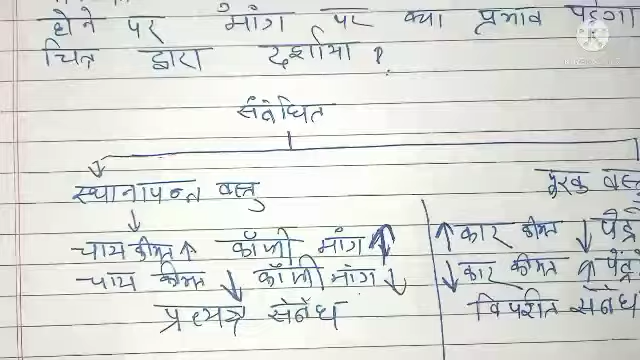 होने पर मांग पर क्या प्रभाव पड़ेगा
चित्र द्वारा दर्शाओ ?
संबंधित
स्थानापन्न वस्तु
पूरक वस्तु
चाय कीमत ↑ कॉफी मांग ↑
चाय कीमत ↓ कॉफी मांग ↓
प्रत्यक्ष संबंध
↑ कार कीमत ↓ पेट्रो
↓ कार कीमत ↑ पेट्रो
विपरीत संबंध